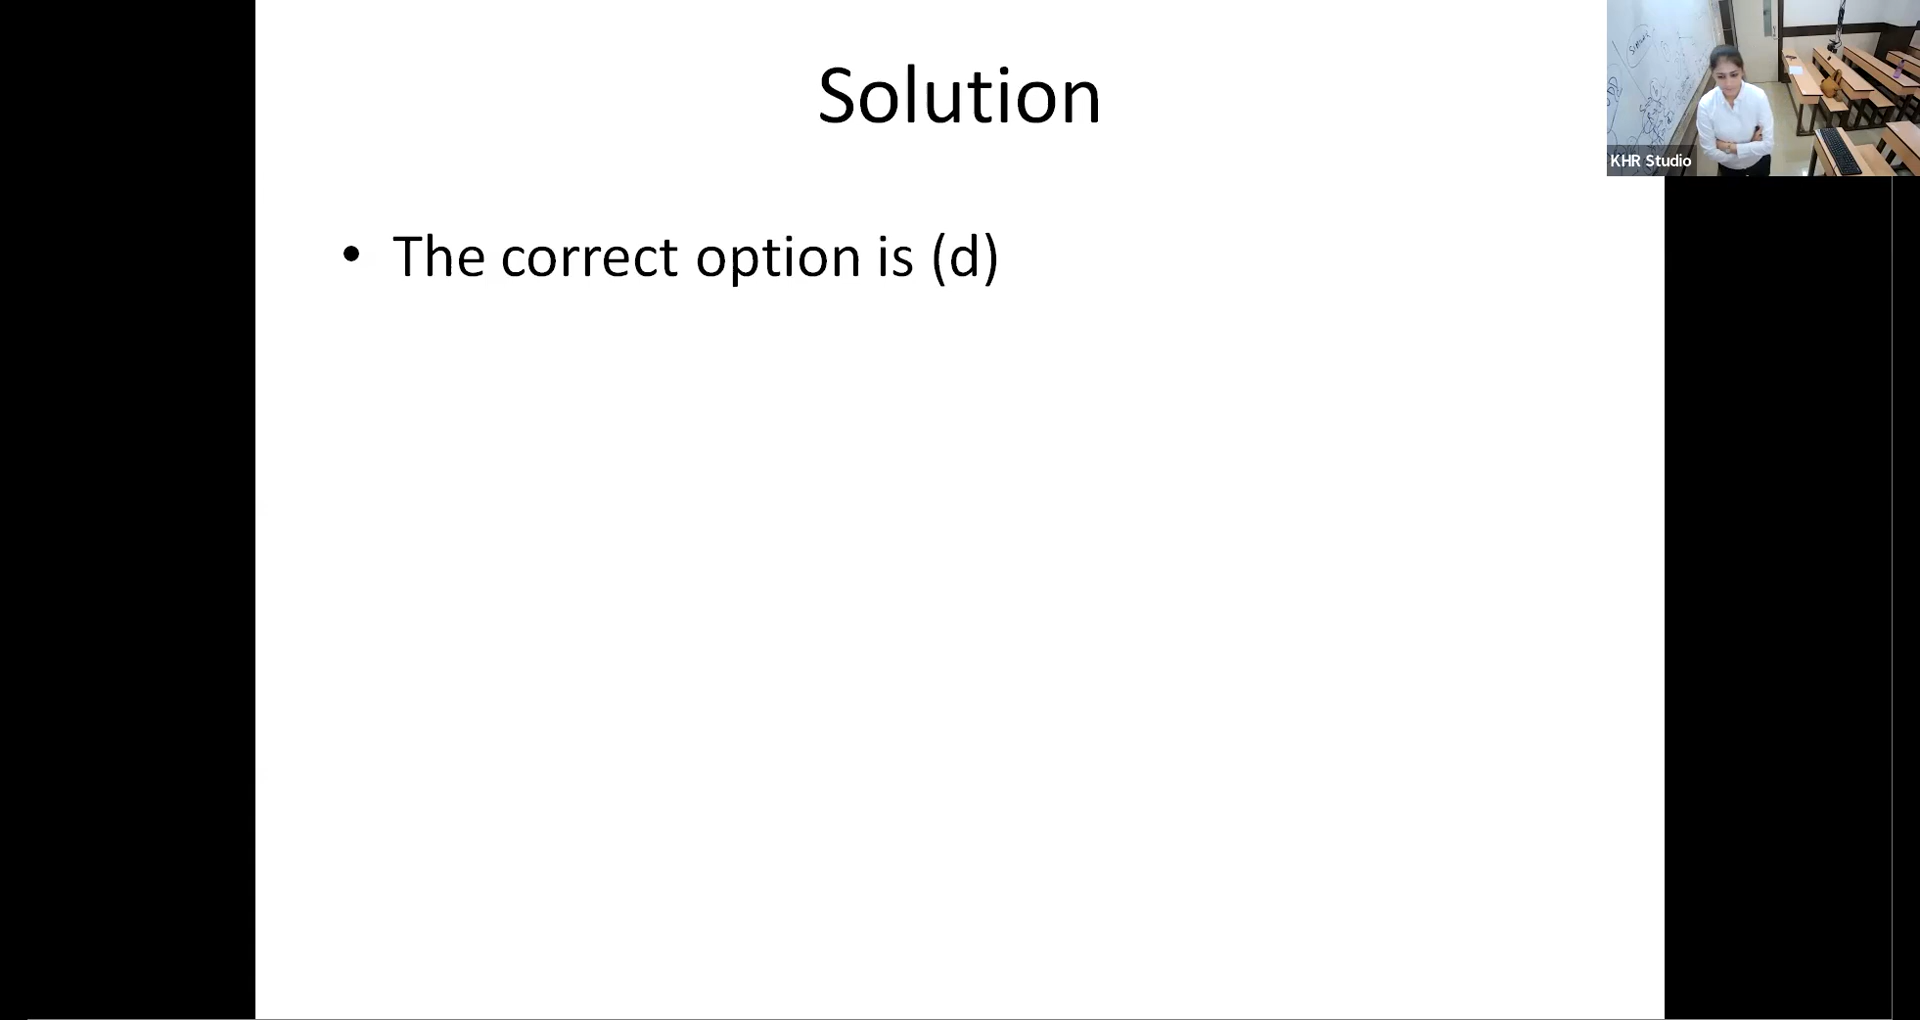 Solution
• The correct option is (d)
KHR Studio